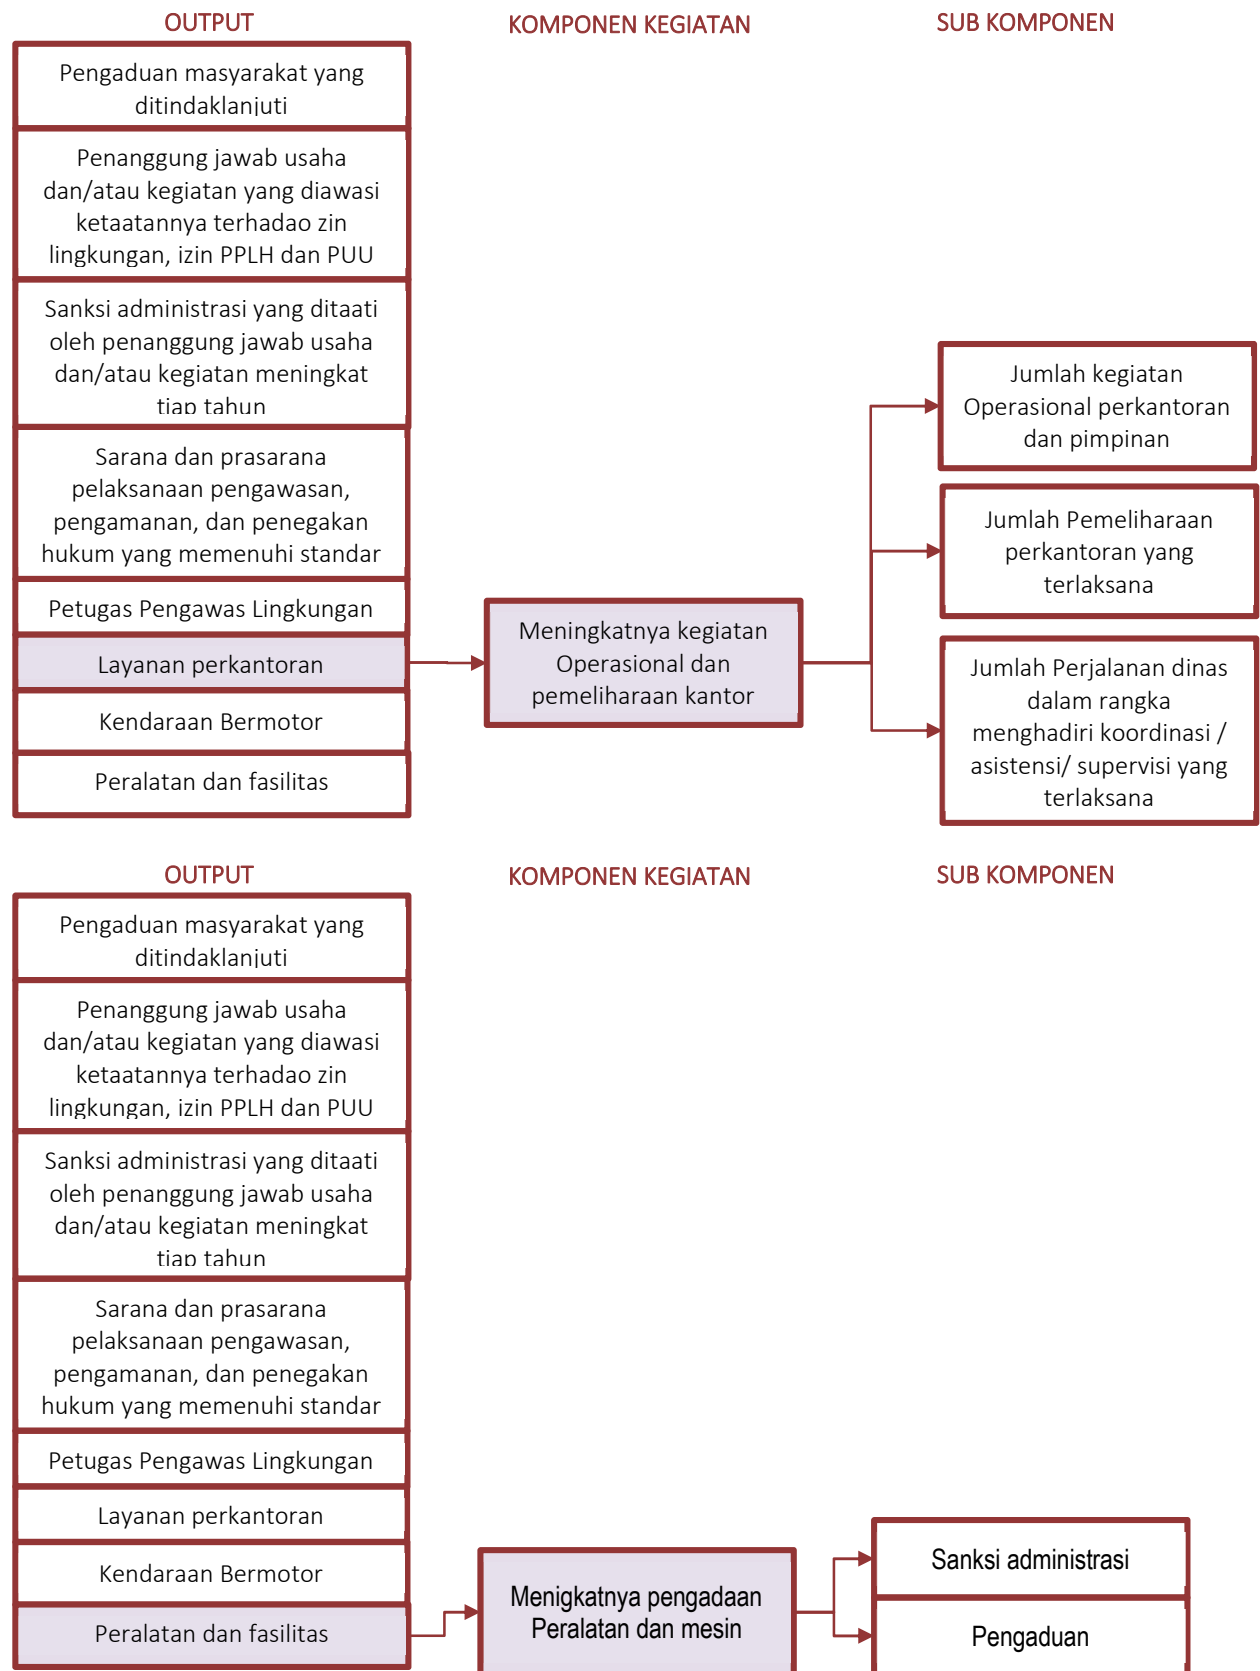 OUTPUT
KOMPONEN KEGIATAN
SUB KOMPONEN
Pengaduan masyarakat yang
ditindaklanjuti
Penanggung jawab usaha
dan/atau kegiatan yang diawasi
ketaatannya terhadao zin
lingkungan, izin PPLH dan PUU
Sanksi administrasi yang ditaati
oleh penanggung jawab usaha
dan/atau kegiatan meningkat
tiap tahun
Sarana dan prasarana
pelaksanaan pengawasan,
pengamanan, dan penegakan
hukum yang memenuhi standar
Petugas Pengawas Lingkungan
Layanan perkantoran
Kendaraan Bermotor
Peralatan dan fasilitas
Meningkatnya kegiatan
Operasional dan
pemeliharaan kantor
Jumlah kegiatan
Operasional perkantoran
dan pimpinan
Jumlah Pemeliharaan
perkantoran yang
terlaksana
Jumlah Perjalanan dinas
dalam rangka
menghadiri koordinasi /
asistensi/ supervisi yang
terlaksana
OUTPUT
KOMPONEN KEGIATAN
SUB KOMPONEN
Pengaduan masyarakat yang
ditindaklanjuti
Penanggung jawab usaha
dan/atau kegiatan yang diawasi
ketaatannya terhadao zin
lingkungan, izin PPLH dan PUU
Sanksi administrasi yang ditaati
oleh penanggung jawab usaha
dan/atau kegiatan meningkat
tiap tahun
Sarana dan prasarana
pelaksanaan pengawasan,
pengamanan, dan penegakan
hukum yang memenuhi standar
Petugas Pengawas Lingkungan
Layanan perkantoran
Kendaraan Bermotor
Peralatan dan fasilitas
Menigkatnya pengadaan
Peralatan dan mesin
Sanksi administrasi
Pengaduan